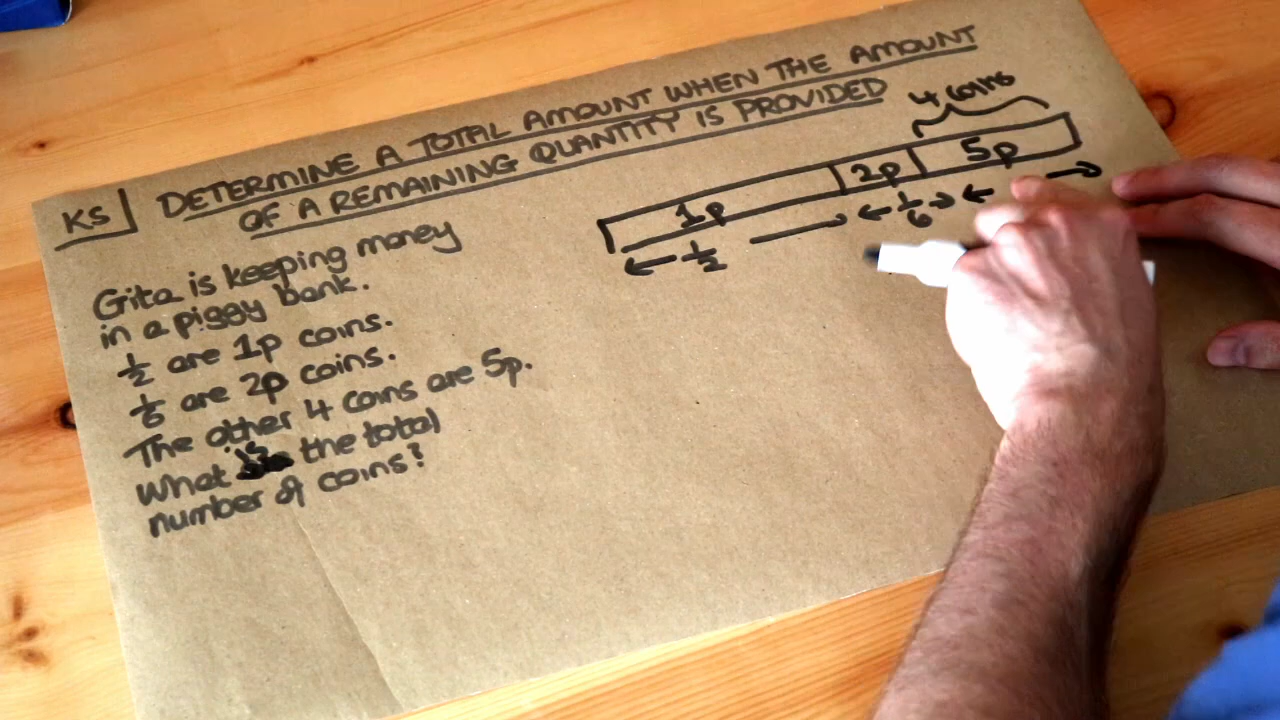 K5
DETERMINE A TOTAL AMOUNT WHEN THE AMOUNT
OF A REMAINING QUANTITY IS PROVIDED
Gita is keeping money
in a piggy bank.
1/2 are 1p coins.
1/6 are 2p coins.
The other 4 coins are 5p.
What is the total
number of coins?
4 coins
1p 2p 5p
1/2 1/6